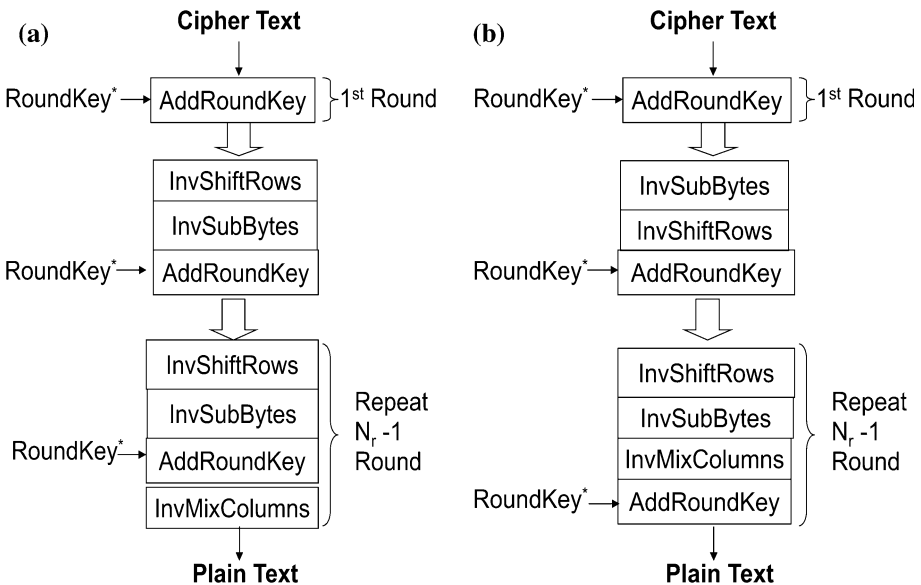 (a)
Cipher Text
RoundKey*
AddRoundKey
1st Round
InvShiftRows
InvSubBytes
RoundKey*
AddRoundKey
InvShiftRows
InvSubBytes
RoundKey*
AddRoundKey
InvMixColumns
Repeat
Nr -1
Round
Plain Text
(b)
Cipher Text
RoundKey*
AddRoundKey
1st Round
InvSubBytes
InvShiftRows
RoundKey*
AddRoundKey
InvShiftRows
InvSubBytes
InvMixColumns
RoundKey*
AddRoundKey
Repeat
Nr -1
Round
Plain Text